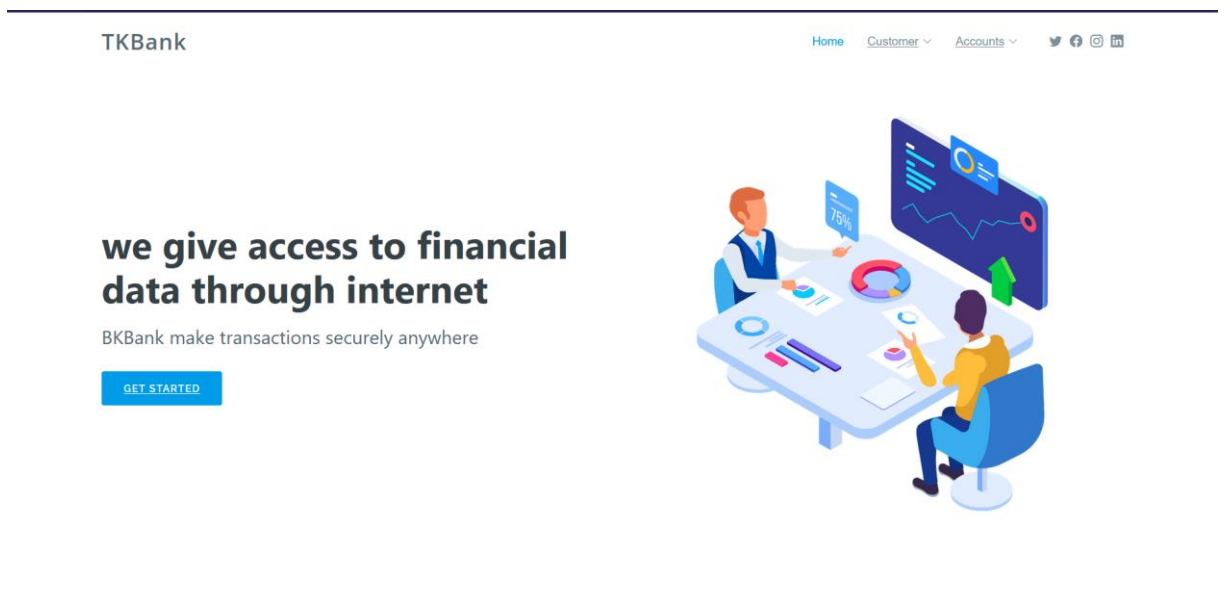 TKBank
Home Customer Accounts
75%
we give access to financial
data through internet
BKBank make transactions securely anywhere
GET STARTED